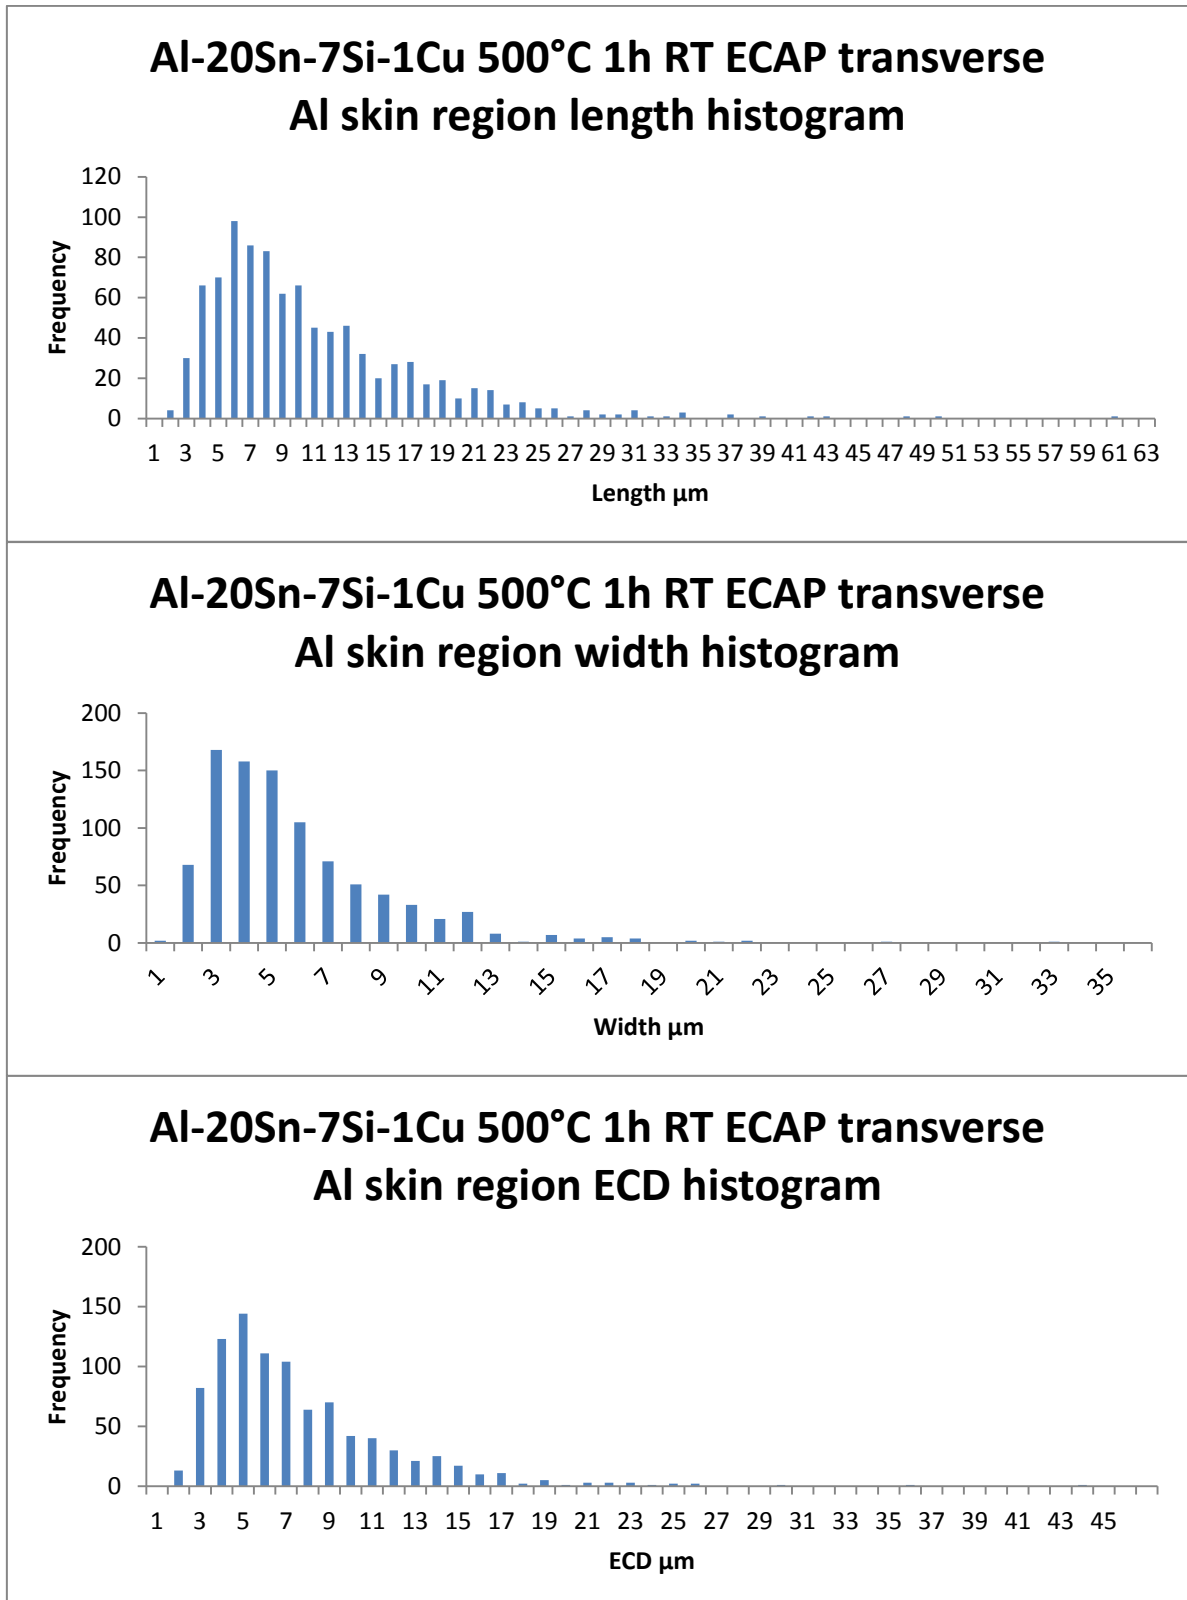 Al-20Sn-7Si-1Cu 500°C 1h RT ECAP transverse
Al skin region length histogram
120
100
80
60
40
20
0
Frequency
1 3 5 7 9 11 13 15 17 19 21 23 25 27 29 31 33 35 37 39 41 43 45 47 49 51 53 55 57 59 61 63
Length µm
Al-20Sn-7Si-1Cu 500°C 1h RT ECAP transverse
Al skin region width histogram
200
150
100
50
0
Frequency
1 3 5 7 9 11 13 15 17 19 21 23 25 27 29 31 33 35
Width µm
Al-20Sn-7Si-1Cu 500°C 1h RT ECAP transverse
Al skin region ECD histogram
200
150
100
50
0
Frequency
1 3 5 7 9 11 13 15 17 19 21 23 25 27 29 31 33 35 37 39 41 43 45
ECD µm